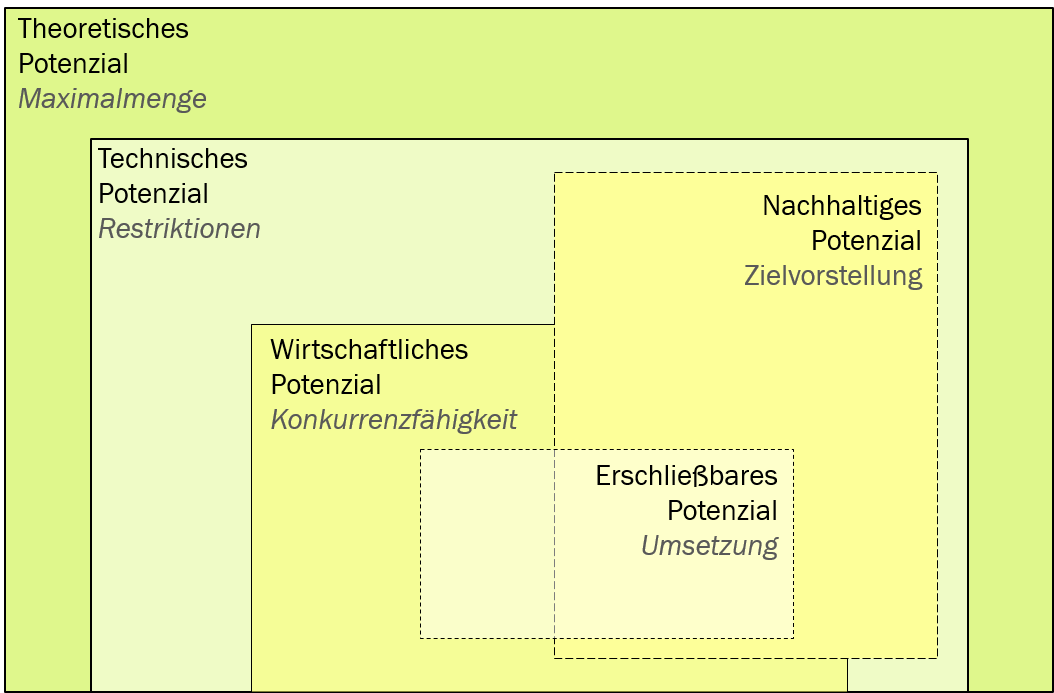 Theoretisches
Potenzial
Maximalmenge
Technisches
Potenzial
Restriktionen
Nachhaltiges
Potenzial
Zielvorstellung
Wirtschaftliches
Potenzial
Konkurrenzfähigkeit
Erschließbares
Potenzial
Umsetzung